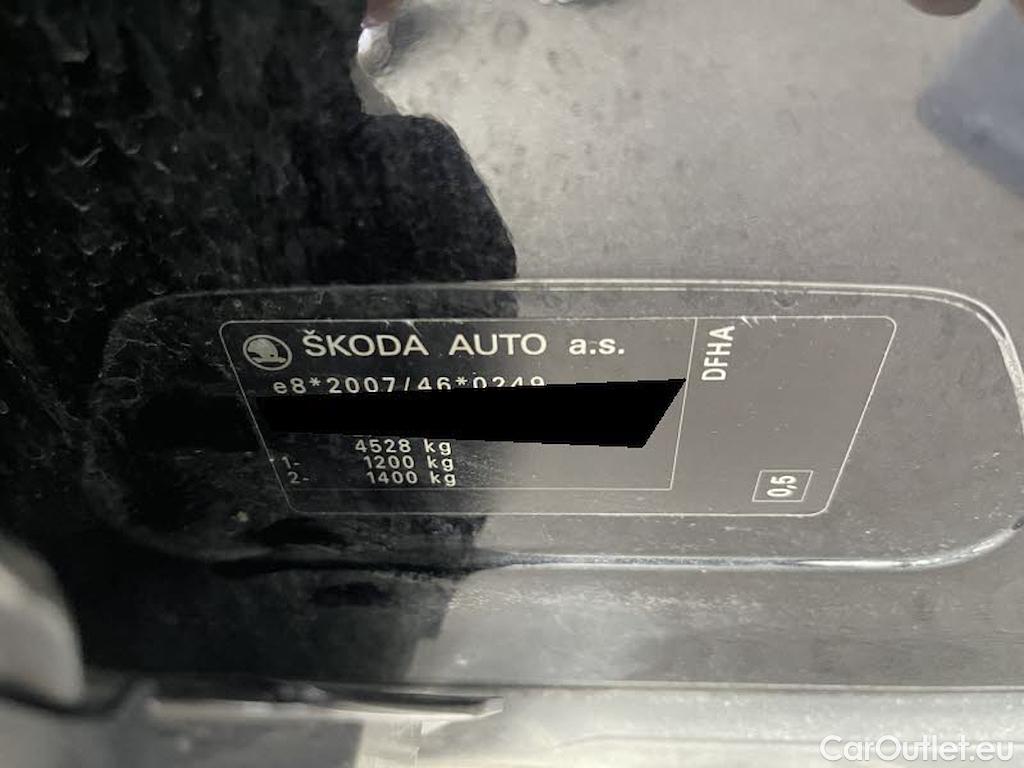 ŠKODA AUTO a.s.
e8*2007/46*0249
4528 kg
1- 1200 kg
2- 1400 kg
DFHA
0,5
CarOutlet.eu